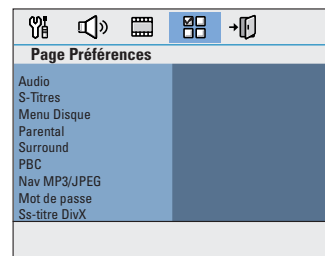 Page Préférences
Audio
S-Titres
Menu Disque
Parental
Surround
PBC
Nav MP3/JPEG
Mot de passe
Ss-titre DivX